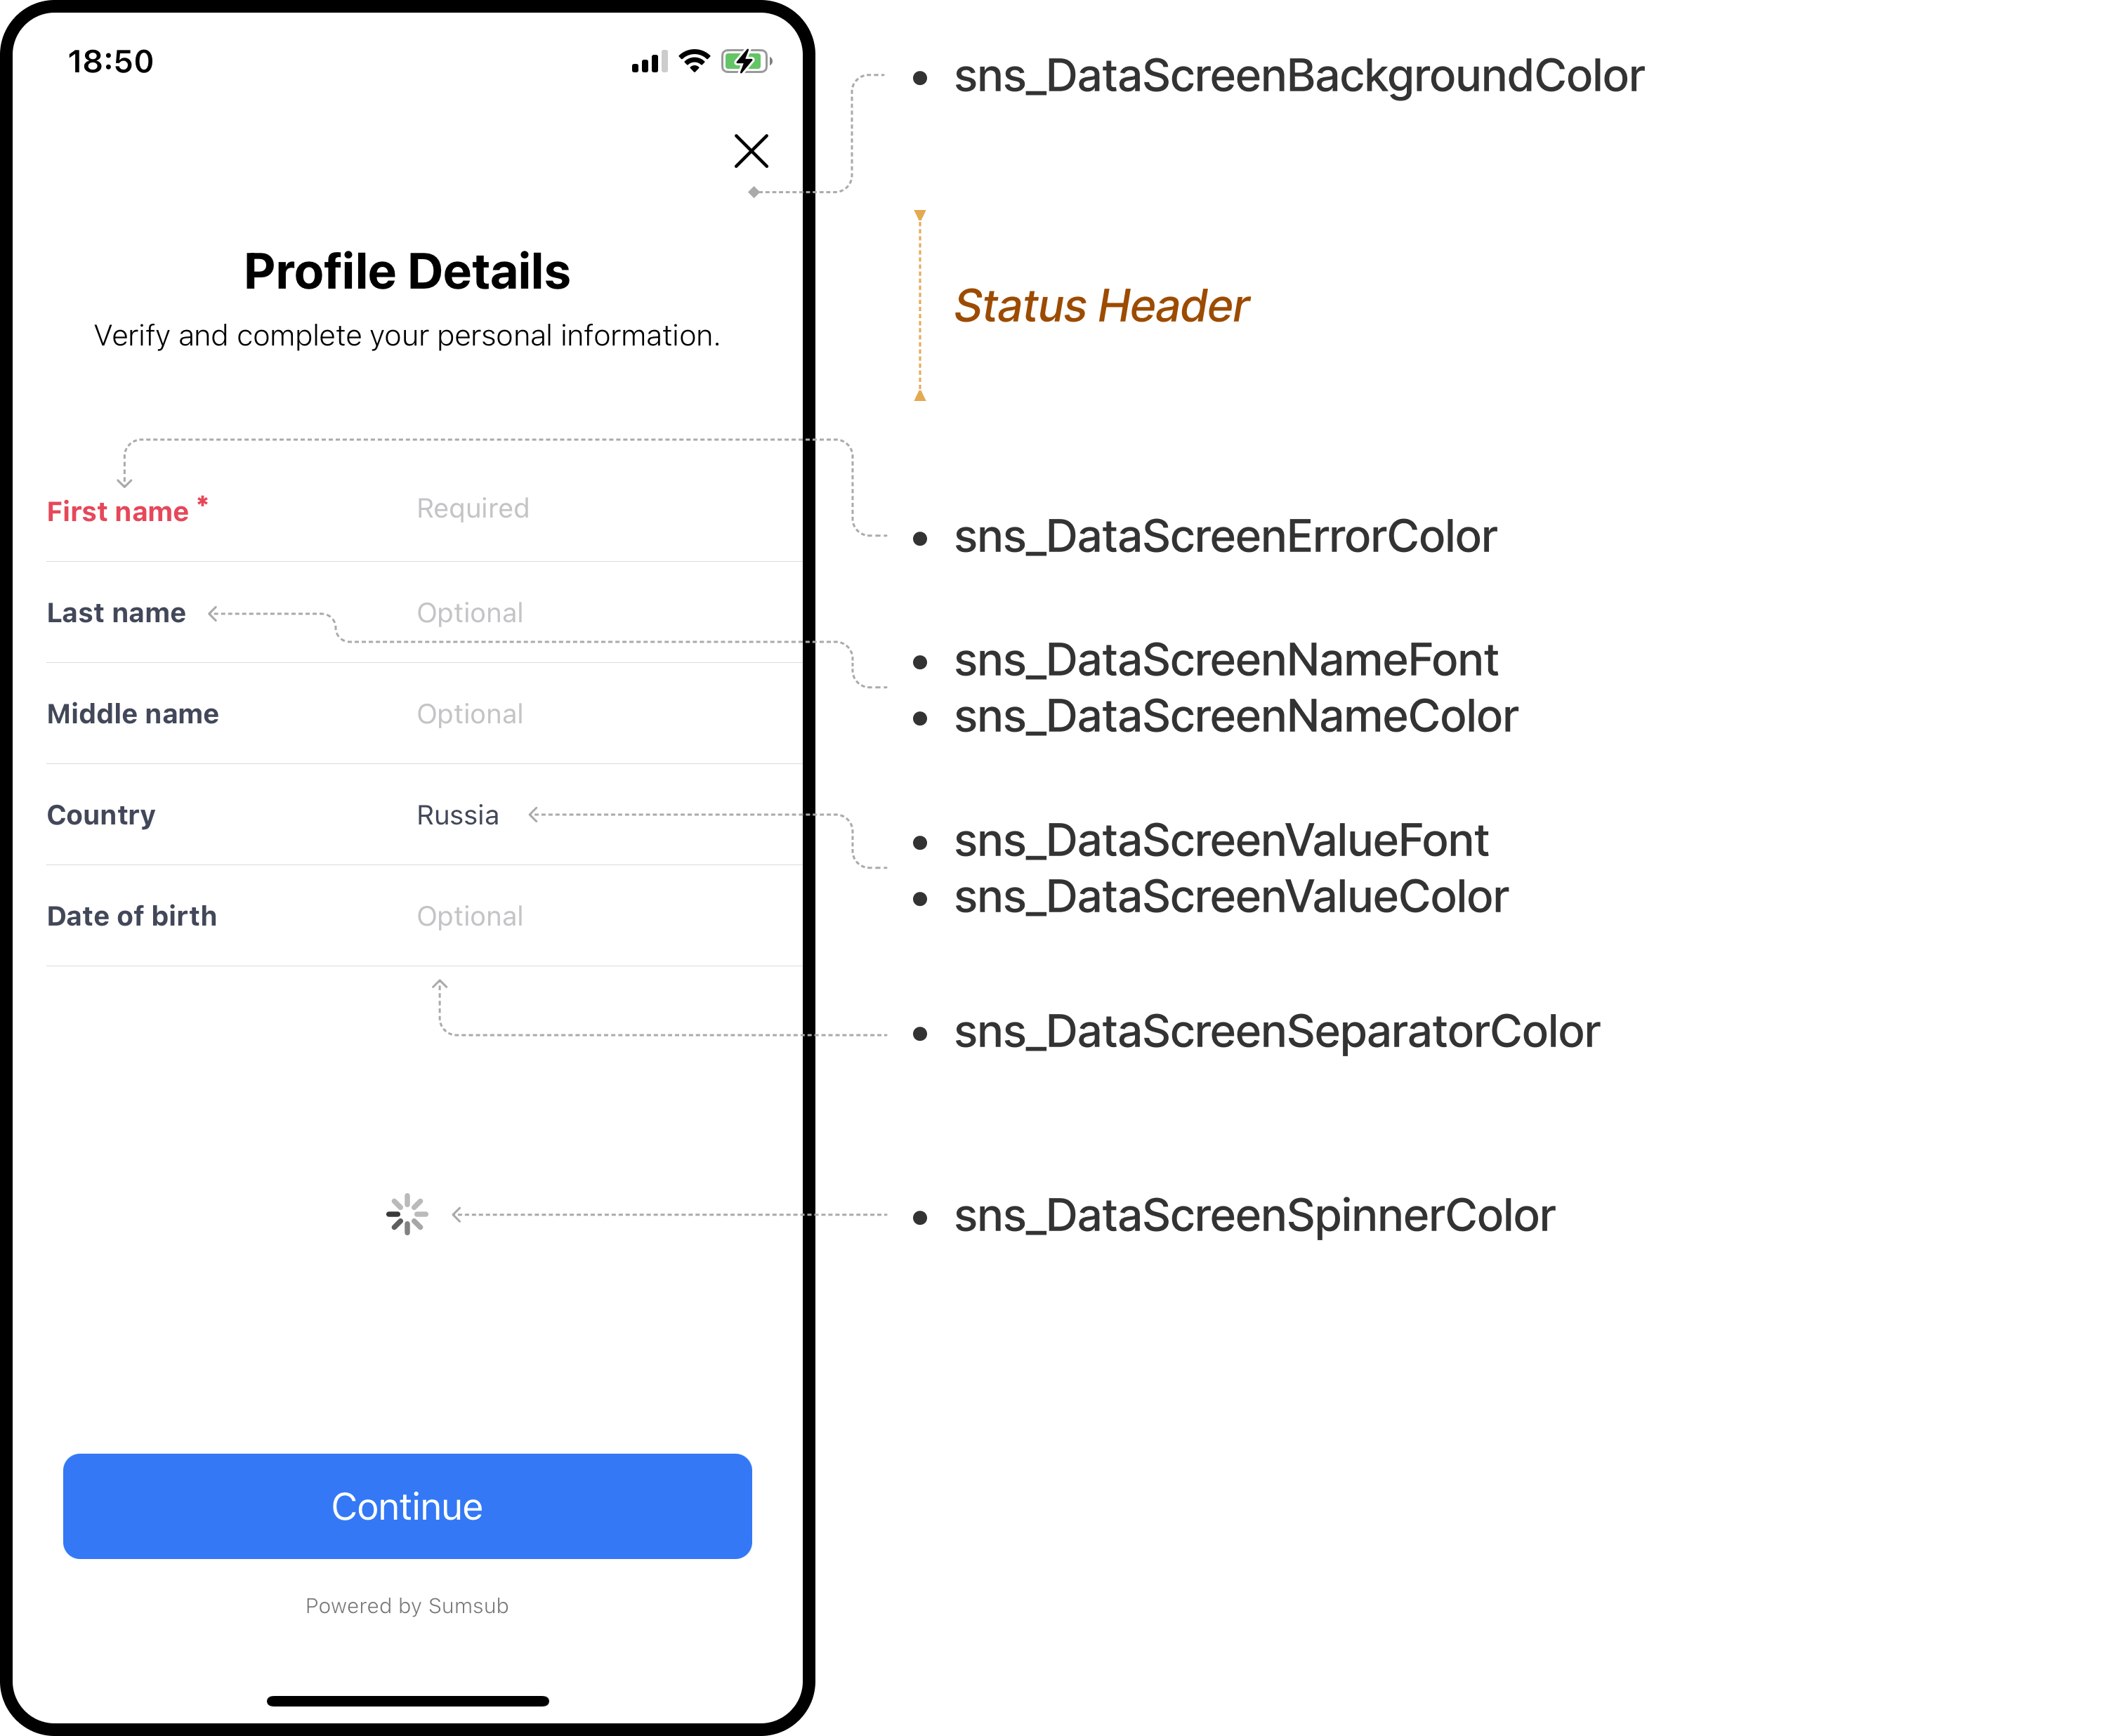 18:50
Profile Details
Verify and complete your personal information.
First name *
Required
Last name
Optional
Middle name
Optional
Country
Russia
Date of birth
Optional
Continue
Powered by Sumsub
• sns_DataScreenBackgroundColor
Status Header
• sns_DataScreenErrorColor
• sns_DataScreenNameFont
• sns_DataScreenNameColor
• sns_DataScreenValueFont
• sns_DataScreenValueColor
• sns_DataScreenSeparatorColor
• sns_DataScreenSpinnerColor